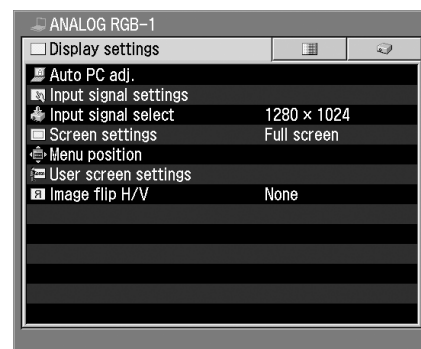 ANALOG RGB-1
Display settings
Auto PC adj.
Input signal settings
Input signal select 1280 × 1024
Screen settings Full screen
Menu position
User screen settings
Image flip H/V None